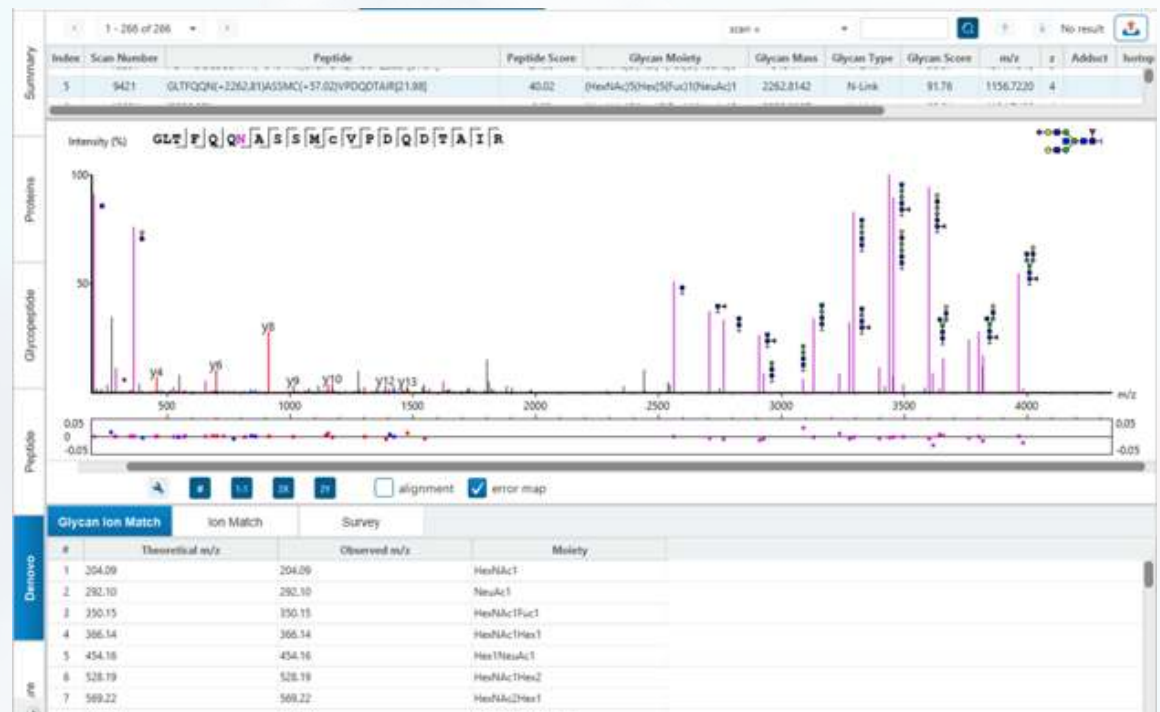 1 - 266 of 266
scan =
No result
Summary
Index Scan Number Peptide Peptide Score Glycan Moiety Glycan Mass Glycan Type Glycan Score m/z z Adduct Isotop
5 9421 GLTFQQN(+2262.81)ASSMC(+57.02)VPDQDTAIR[21.98] 40.02 (HexNAc)5(Hex)5(Fuc)1(NeuAc)1 2262.8142 N-Link 91.76 1156.7220 4
Intensity (%)
GLTFQQNASSMcVPDQDTAIR
Proteins
100
50
y8
y4
y6
y9
y10
y12
y13
Glycopeptide
500 1000 1500 2000 2500 3000 3500 4000
m/z
0.05
0
-0.05
0.05
-0.05
Peptide
#
1:1
2X
2Y
alignment
error map
Glycan Ion Match Ion Match Survey
# Theoretical m/z Observed m/z Moiety
Denovo
1 204.09 204.09 HexNAc1
2 292.10 292.10 NeuAc1
3 350.15 350.15 HexNAc1Fuc1
4 366.14 366.14 HexNAc1Hex1
5 454.16 454.16 Hex1NeuAc1
6 528.19 528.19 HexNAc1Hex2
7 569.22 569.22 HexNAc2Hex1